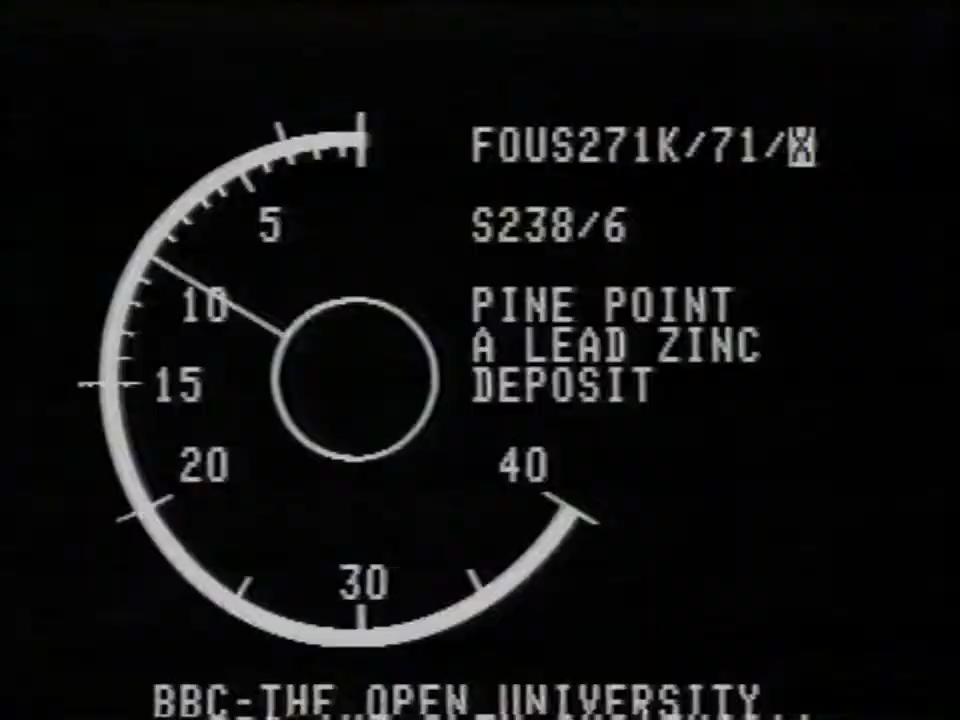 FOUS271K/71/X
5
S238/6
10
PINE POINT
A LEAD ZINC
15
DEPOSIT
20
40
30
BBC-THE OPEN UNIVERSITY